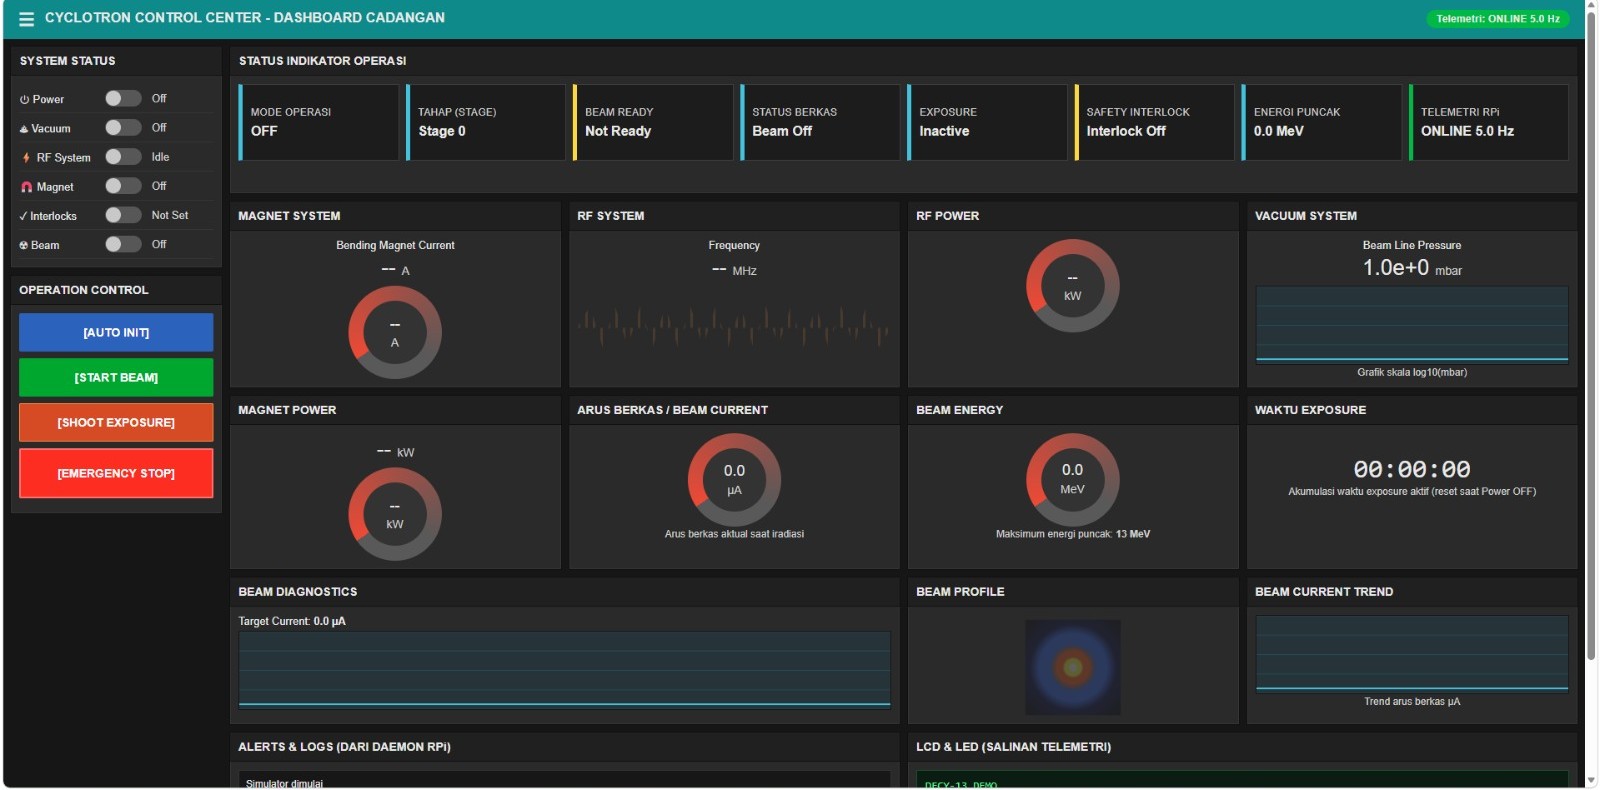 CYCLOTRON CONTROL CENTER - DASHBOARD CADANGAN
Telemetri: ONLINE 5.0 Hz
SYSTEM STATUS
Power Off
Vacuum Off
RF System Idle
Magnet Off
Interlocks Not Set
Beam Off
OPERATION CONTROL
[AUTO INIT]
[START BEAM]
[SHOOT EXPOSURE]
[EMERGENCY STOP]
STATUS INDIKATOR OPERASI
MODE OPERASI
OFF
TAHAP (STAGE)
Stage 0
BEAM READY
Not Ready
STATUS BERKAS
Beam Off
EXPOSURE
Inactive
SAFETY INTERLOCK
Interlock Off
ENERGI PUNCAK
0.0 MeV
TELEMETRI RPi
ONLINE 5.0 Hz
MAGNET SYSTEM
Bending Magnet Current
-- A
--
A
RF SYSTEM
Frequency
-- MHz
RF POWER
--
kW
VACUUM SYSTEM
Beam Line Pressure
1.0e+0 mbar
Grafik skala log10(mbar)
MAGNET POWER
-- kW
--
kW
ARUS BERKAS / BEAM CURRENT
0.0
µA
Arus berkas aktual saat iradiasi
BEAM ENERGY
0.0
MeV
Maksimum energi puncak: 13 MeV
WAKTU EXPOSURE
00:00:00
Akumulasi waktu exposure aktif (reset saat Power OFF)
BEAM DIAGNOSTICS
Target Current: 0.0 µA
BEAM PROFILE
BEAM CURRENT TREND
Trend arus berkas µA
ALERTS & LOGS (DARI DAEMON RPi)
Simulator dimulai
LCD & LED (SALINAN TELEMETRI)
DECY-13 DEMO